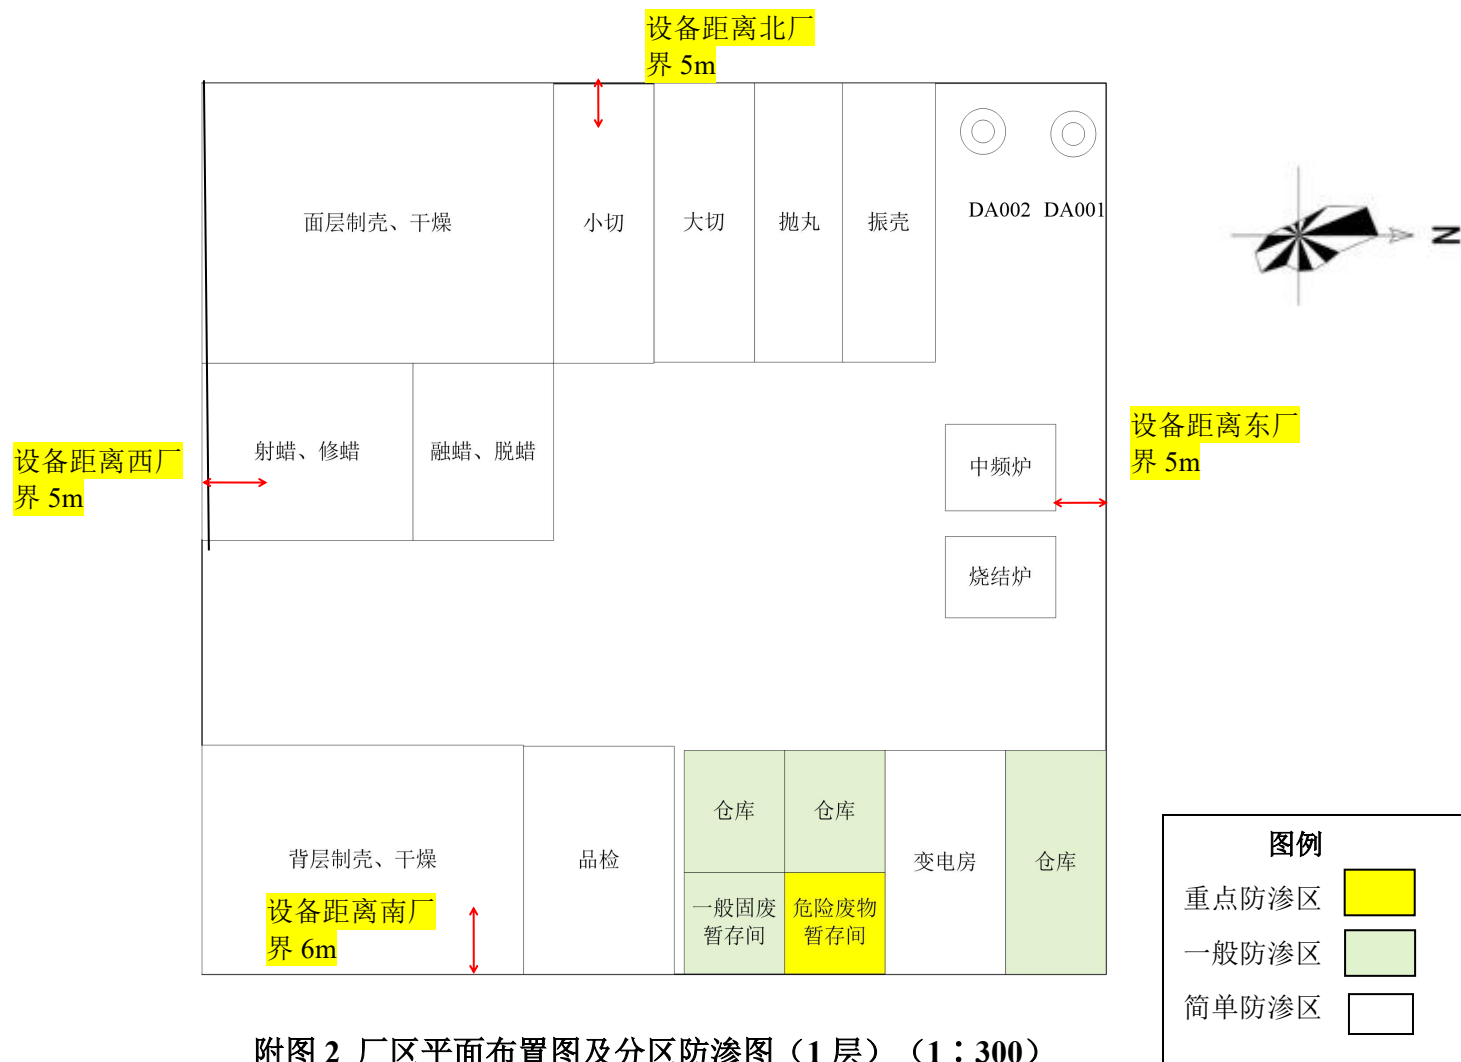 设备距离北厂
界 5m
面层制壳、干燥
小切
大切
抛丸
振壳
DA002 DA001
N
设备距离西厂
界 5m
射蜡、修蜡
融蜡、脱蜡
中频炉
设备距离东厂
界 5m
烧结炉
背层制壳、干燥
品检
仓库
仓库
变电房
仓库
一般固废
暂存间
危险废物
暂存间
设备距离南厂
界 6m
图例
重点防渗区
一般防渗区
简单防渗区
附图 2 厂区平面布置图及分区防渗图（1 层）（1：300）